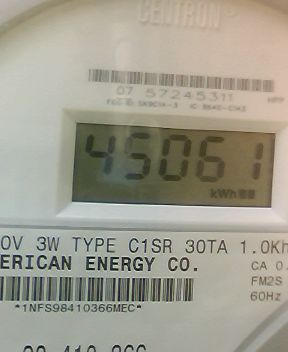 CENTRON
07 57245311
45061
kWh
0V 3W TYPE C1SR 30TA 1.0Kh
ERICAN ENERGY CO.
CA 0.
FM2S
*1NFS98410366MEC*
60Hz